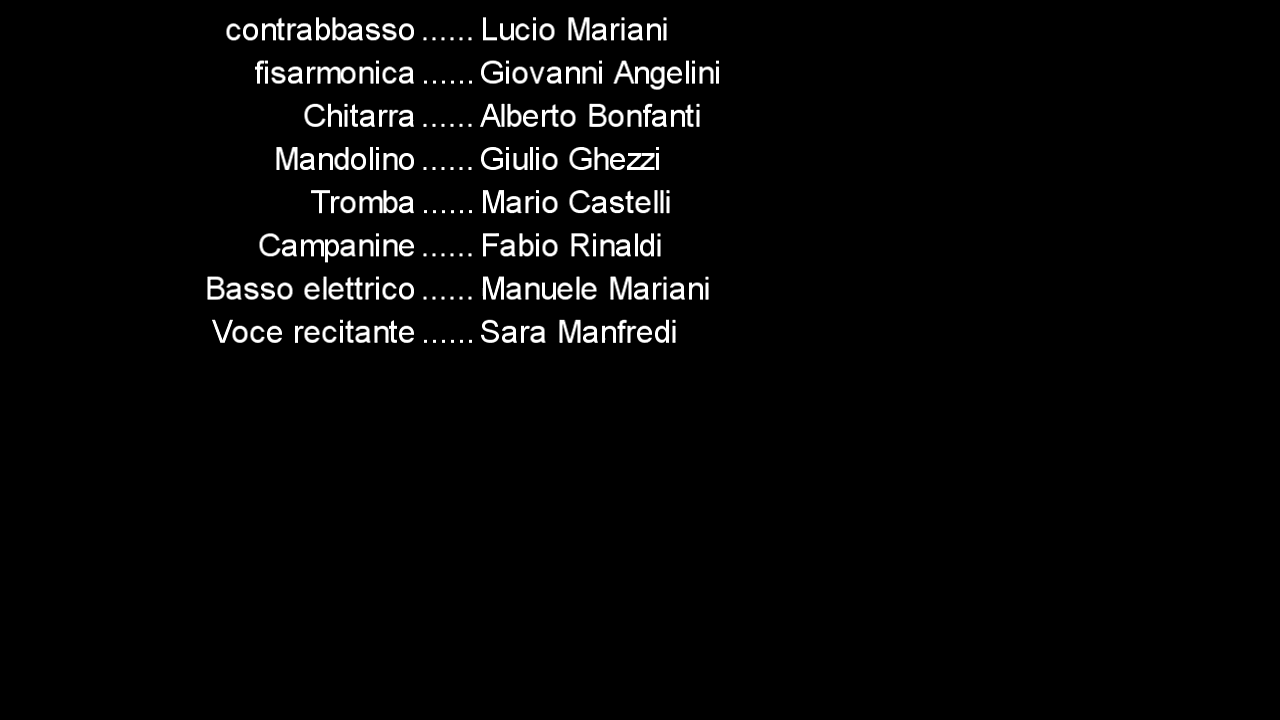 contrabbasso ...... Lucio Mariani
fisarmonica ...... Giovanni Angelini
Chitarra ...... Alberto Bonfanti
Mandolino ...... Giulio Ghezzi
Tromba ...... Mario Castelli
Campanine ...... Fabio Rinaldi
Basso elettrico ...... Manuele Mariani
Voce recitante ...... Sara Manfredi